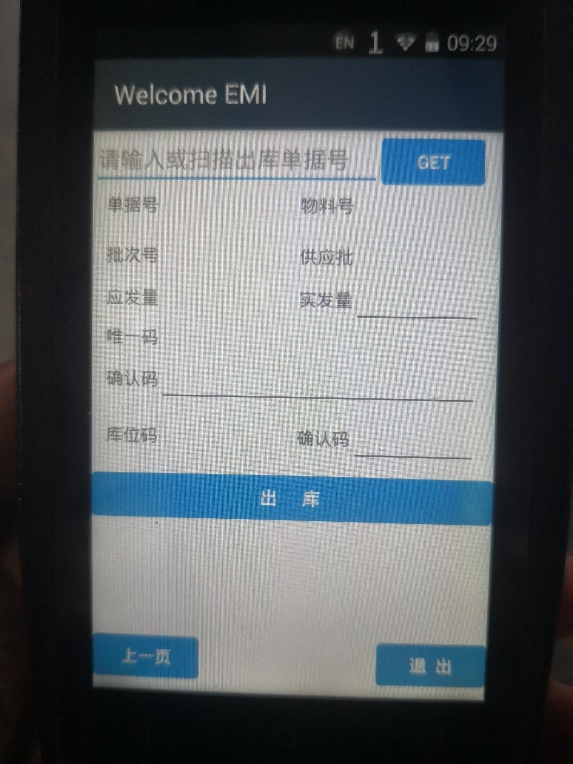 EN 1 09:29
Welcome EMI
请输入或扫描出库单据号 GET
单据号 物料号
批次号 供应批
应发量 实发量
唯一码
确认码
库位码 确认码
出 库
上一页 退 出